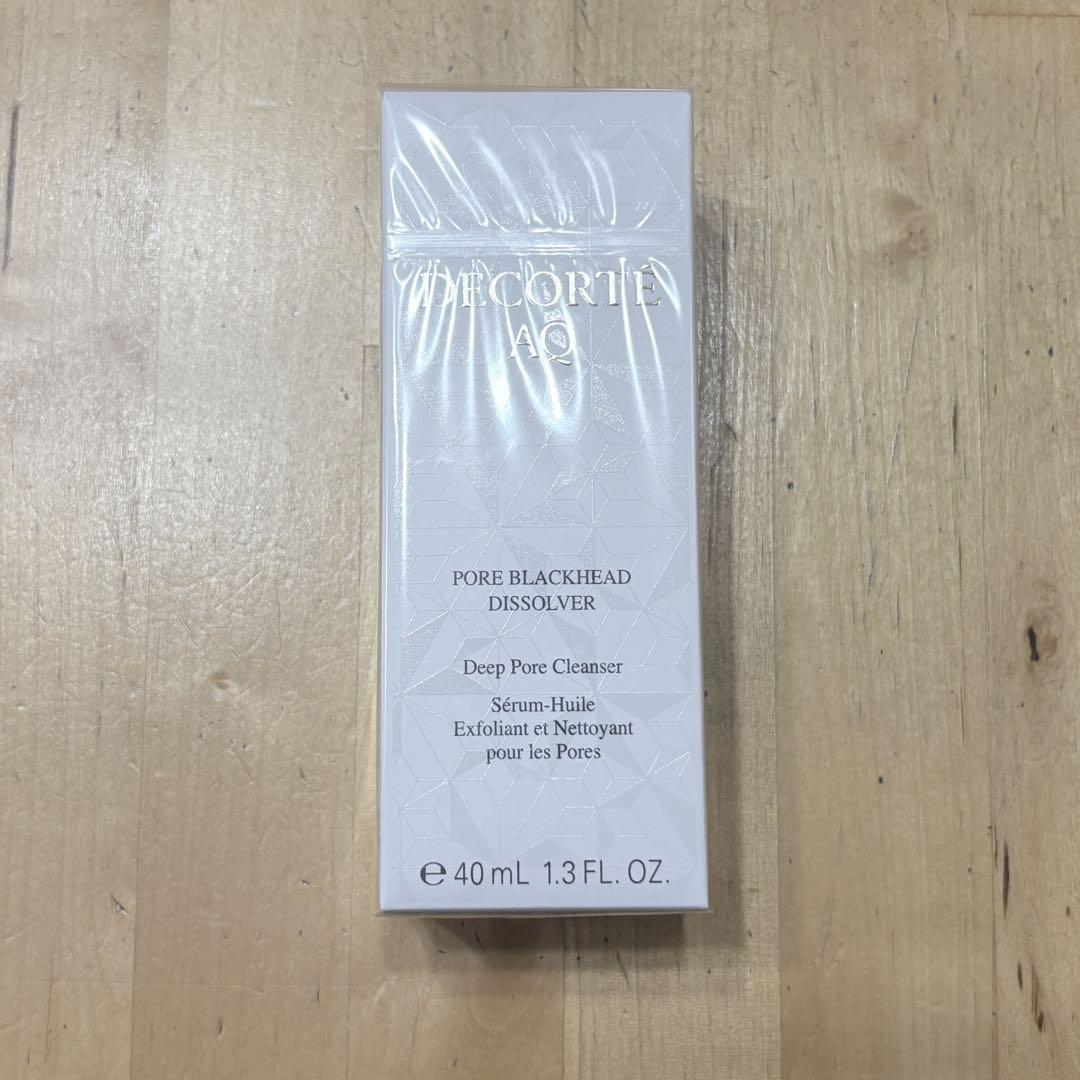 DECORTÉ
AQ
PORE BLACKHEAD
DISSOLVER
Deep Pore Cleanser
Sérum-Huile
Exfoliant et Nettoyant
pour les Pores
℮ 40 mL 1.3 FL. OZ.